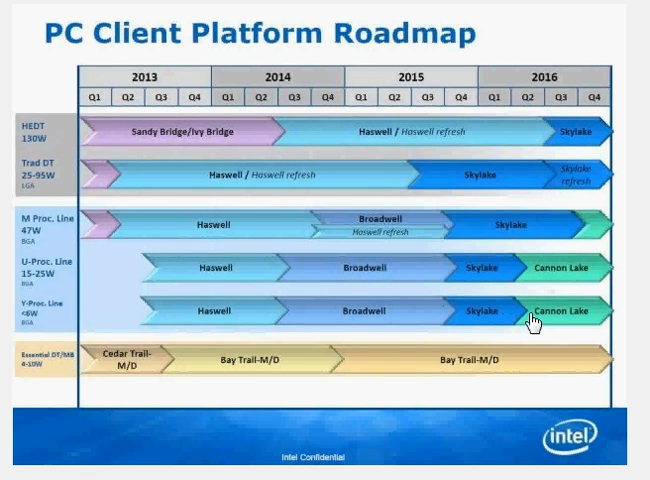 PC Client Platform Roadmap
2013 2014 2015 2016
Q1 Q2 Q3 Q4 Q1 Q2 Q3 Q4 Q1 Q2 Q3 Q4 Q1 Q2 Q3 Q4
HEDT
130W
Sandy Bridge/Ivy Bridge
Haswell / Haswell refresh
Skylake
Trad DT
25-95W
LGA
Haswell / Haswell refresh
Skylake
Skylake
refresh
M Proc. Line
47W
BGA
Haswell
Broadwell
Haswell refresh
Skylake
U-Proc. Line
15-25W
BGA
Haswell
Broadwell
Skylake
Cannon Lake
Y-Proc. Line
<6W
BGA
Haswell
Broadwell
Skylake
Cannon Lake
Essential DT/MB
4-10W
Cedar Trail-
M/D
Bay Trail-M/D
Bay Trail-M/D
Intel Confidential
intel